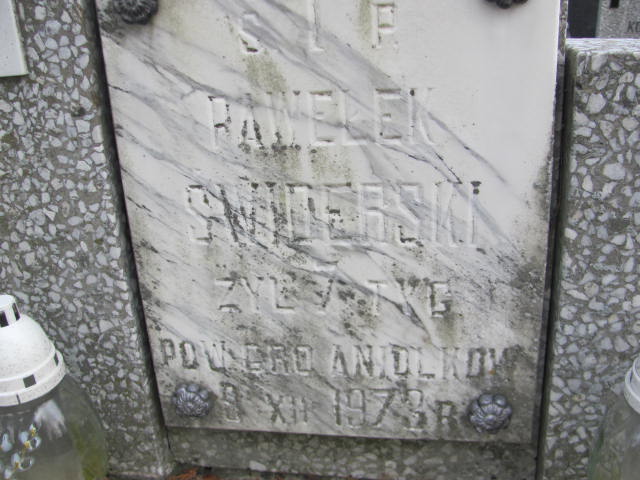 S. I P.
PAWEŁEK
ŚWIDERSKI
ŻYŁ 7 TYG
POW. GRO ANIOŁKÓW
8 XII 1973 R